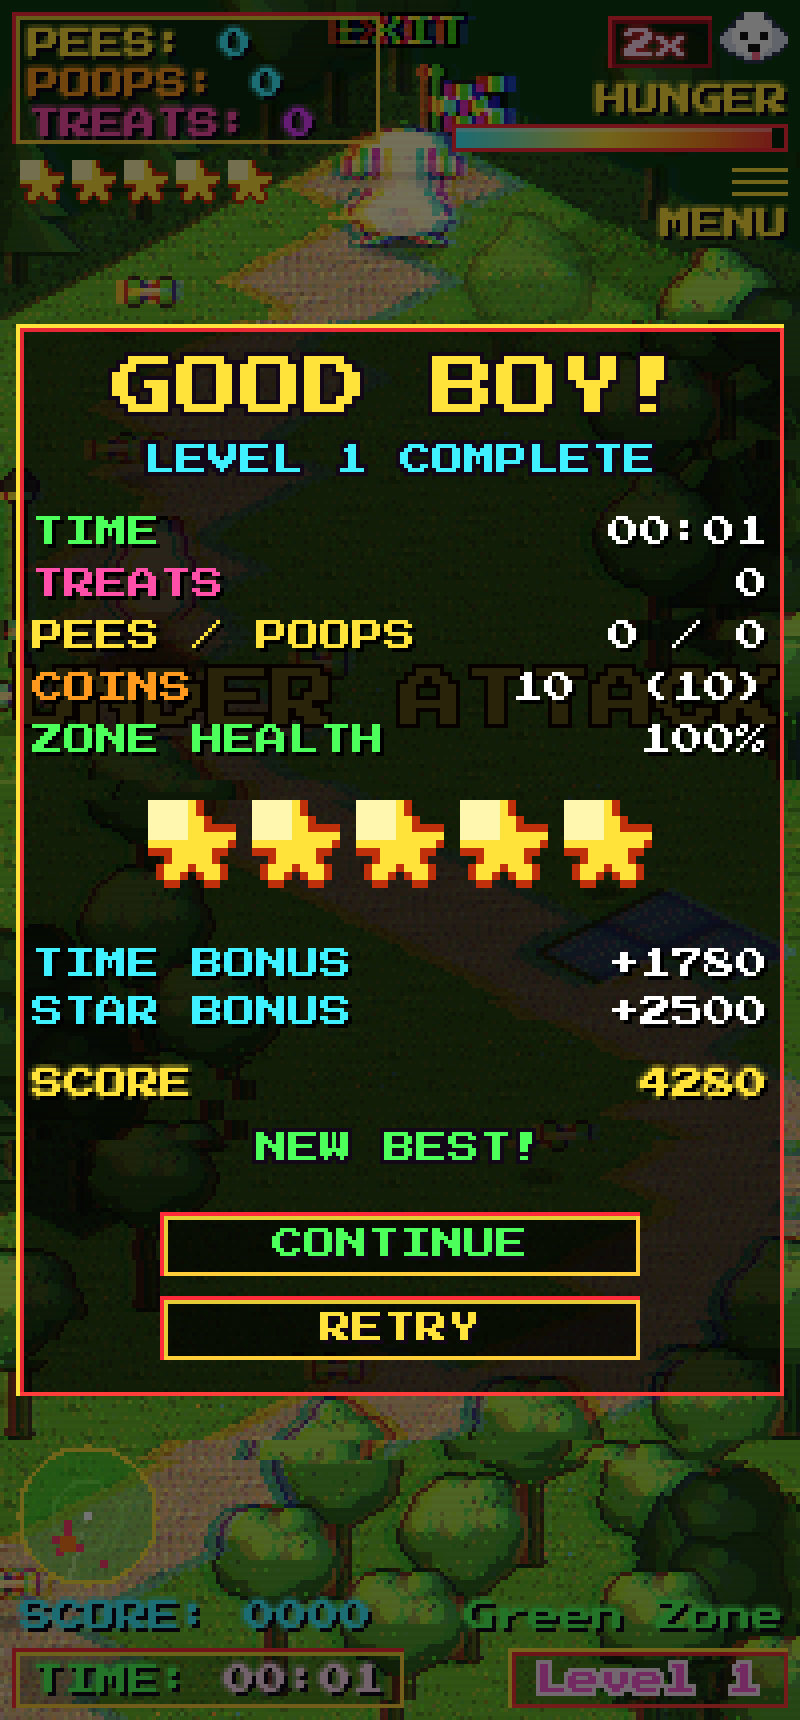 PEES: 0
POOPS: 0
TREATS: 0
EXIT
2x
HUNGER
MENU
GOOD BOY!
LEVEL 1 COMPLETE
TIME 00:01
TREATS 0
PEES / POOPS 0 / 0
COINS 10 (10)
UNDER ATTACK
ZONE HEALTH 100%
TIME BONUS +1780
STAR BONUS +2500
SCORE 4280
NEW BEST!
CONTINUE
RETRY
SCORE: 0000
Green Zone
TIME: 00:01
Level 1